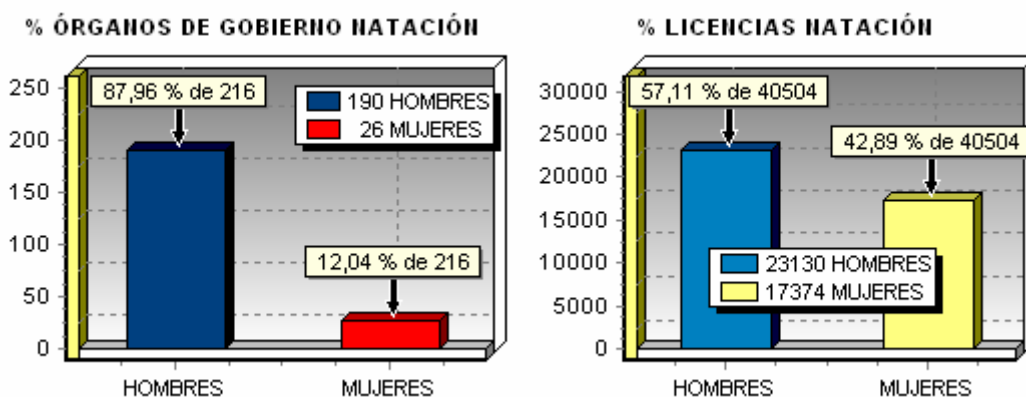 % ÓRGANOS DE GOBIERNO NATACIÓN
250
200
150
100
50
0
87,96 % de 216
190 HOMBRES
26 MUJERES
12,04 % de 216
HOMBRES
MUJERES
% LICENCIAS NATACIÓN
30000
25000
20000
15000
10000
5000
0
57,11 % de 40504
42,89 % de 40504
23130 HOMBRES
17374 MUJERES
HOMBRES
MUJERES